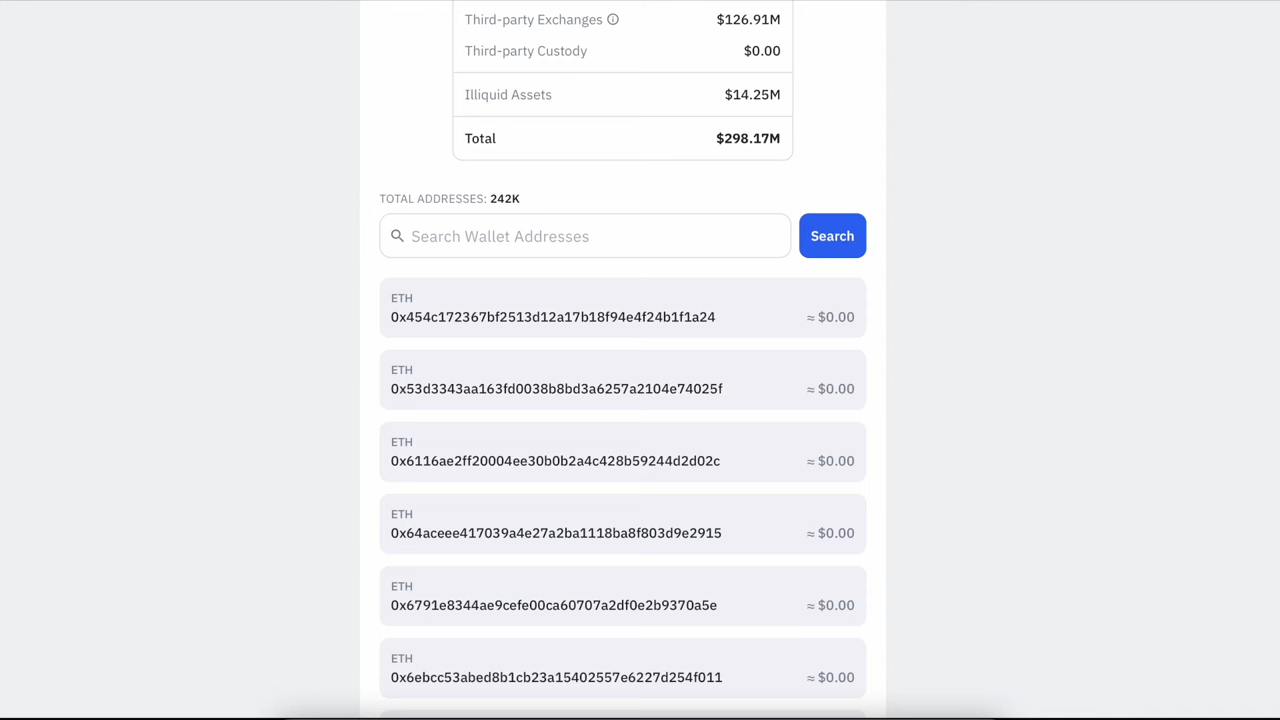 Third-party Exchanges $126.91M
Third-party Custody $0.00
Illiquid Assets $14.25M
Total $298.17M
TOTAL ADDRESSES: 242K
Search Wallet Addresses Search
ETH
0x454c172367bf2513d12a17b18f94e4f24b1f1a24 ≈ $0.00
ETH
0x53d3343aa163fd0038b8bd3a6257a2104e74025f ≈ $0.00
ETH
0x6116ae2ff20004ee30b0b2a4c428b59244d2d02c ≈ $0.00
ETH
0x64aceee417039a4e27a2ba1118ba8f803d9e2915 ≈ $0.00
ETH
0x6791e8344ae9cefe00ca60707a2df0e2b9370a5e ≈ $0.00
ETH
0x6ebcc53abed8b1cb23a15402557e6227d254f011 ≈ $0.00